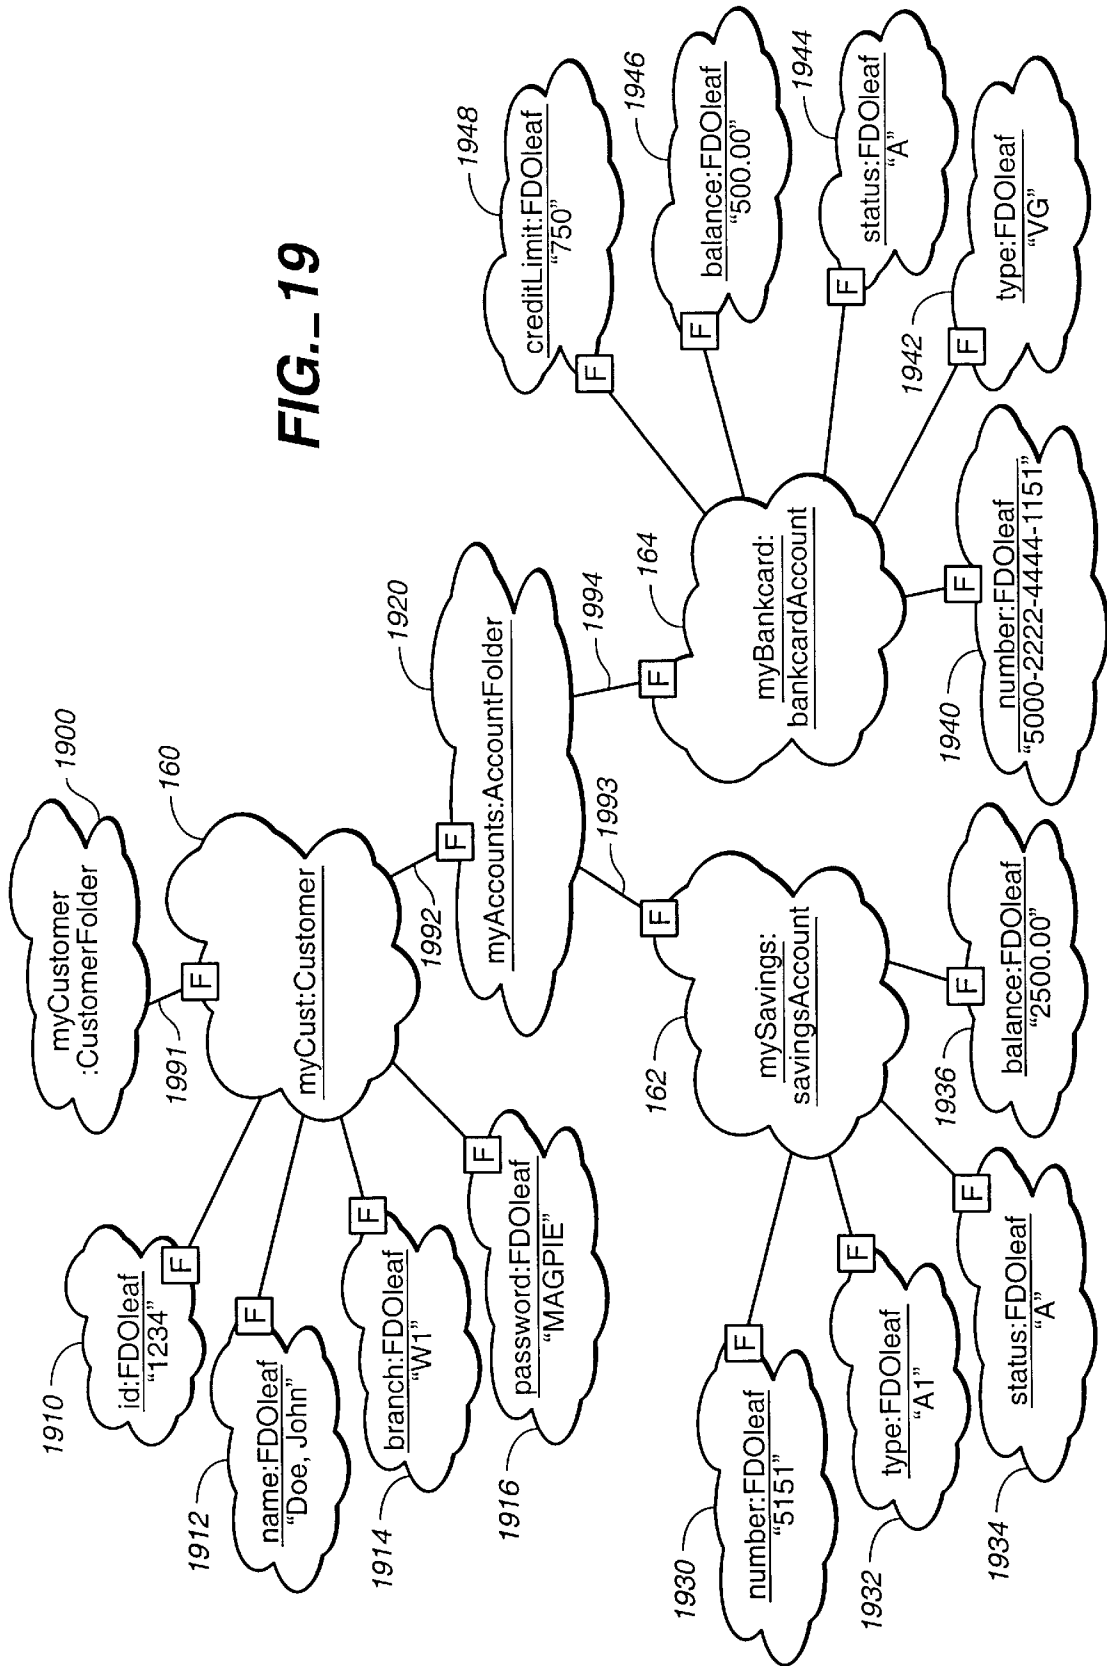 FIG._19
1900
myCustomer
:CustomerFolder
1991
F
160
myCust:Customer
1910
id:FDOleaf
"1234"
F
1912
name:FDOleaf
"Doe, John"
F
1914
branch:FDOleaf
"W1"
F
1916
password:FDOleaf
"MAGPIE"
F
1992
F
1920
myAccounts:AccountFolder
1993
F
1994
F
162
mySavings:
savingsAccount
164
myBankcard:
bankcardAccount
1930
number:FDOleaf
"5151"
F
1932
type:FDOleaf
"A1"
F
1934
status:FDOleaf
"A"
F
1936
balance:FDOleaf
"2500.00"
F
1940
number:FDOleaf
"5000-2222-4444-1151"
F
1942
type:FDOleaf
"VG"
F
1944
status:FDOleaf
"A"
F
1946
balance:FDOleaf
"500.00"
F
1948
creditLimit:FDOleaf
"750"
F